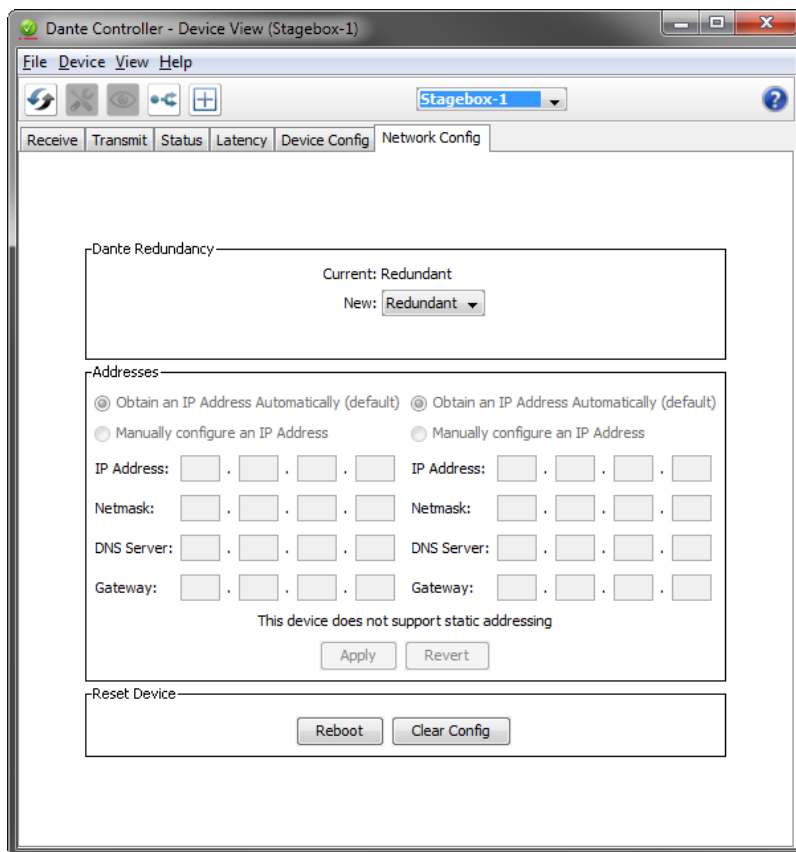 Dante Controller - Device View (Stagebox-1)
File Device View Help
Stagebox-1
Receive Transmit Status Latency Device Config Network Config
Dante Redundancy
Current: Redundant
New: Redundant
Addresses
Obtain an IP Address Automatically (default) Obtain an IP Address Automatically (default)
Manually configure an IP Address Manually configure an IP Address
IP Address: . . . IP Address: . . .
Netmask: . . . Netmask: . . .
DNS Server: . . . DNS Server: . . .
Gateway: . . . Gateway: . . .
This device does not support static addressing
Apply Revert
Reset Device
Reboot Clear Config